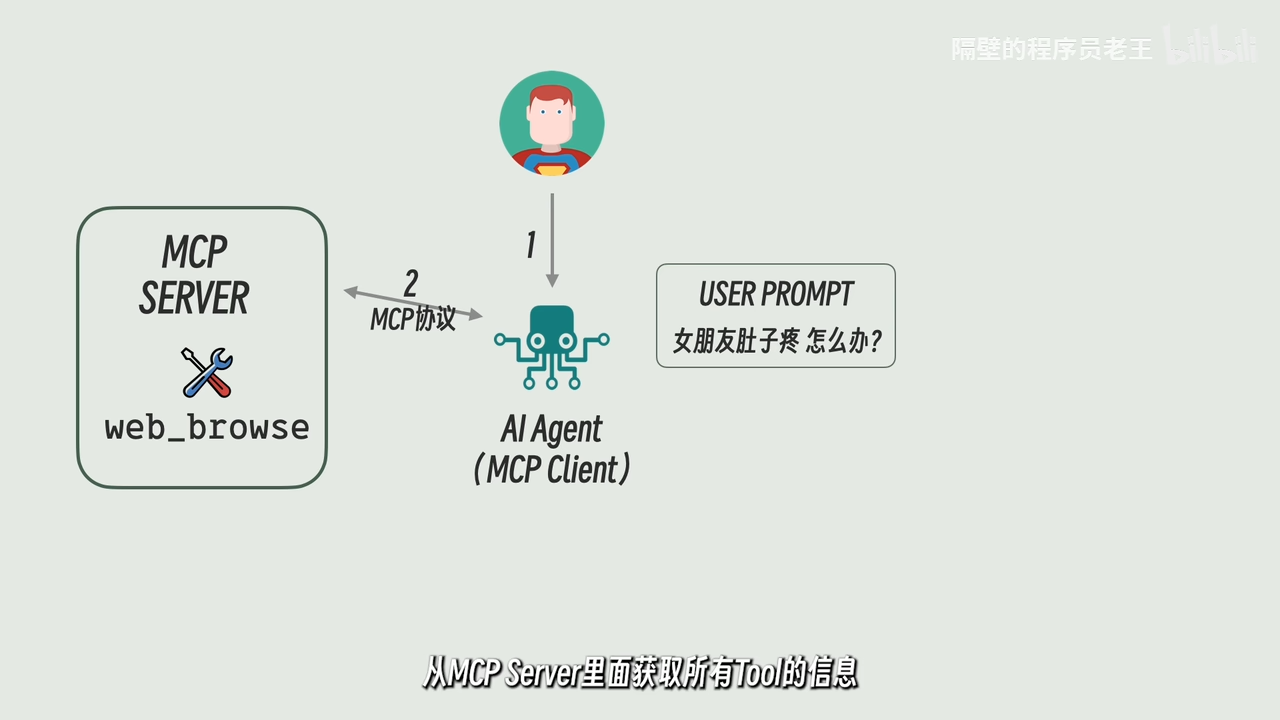 隔壁的程序员老王 bilibili
1
MCP
SERVER
2
MCP协议
USER PROMPT
女朋友肚子疼 怎么办?
web_browse
AI Agent
(MCP Client)
从MCP Server里面获取所有Tool的信息